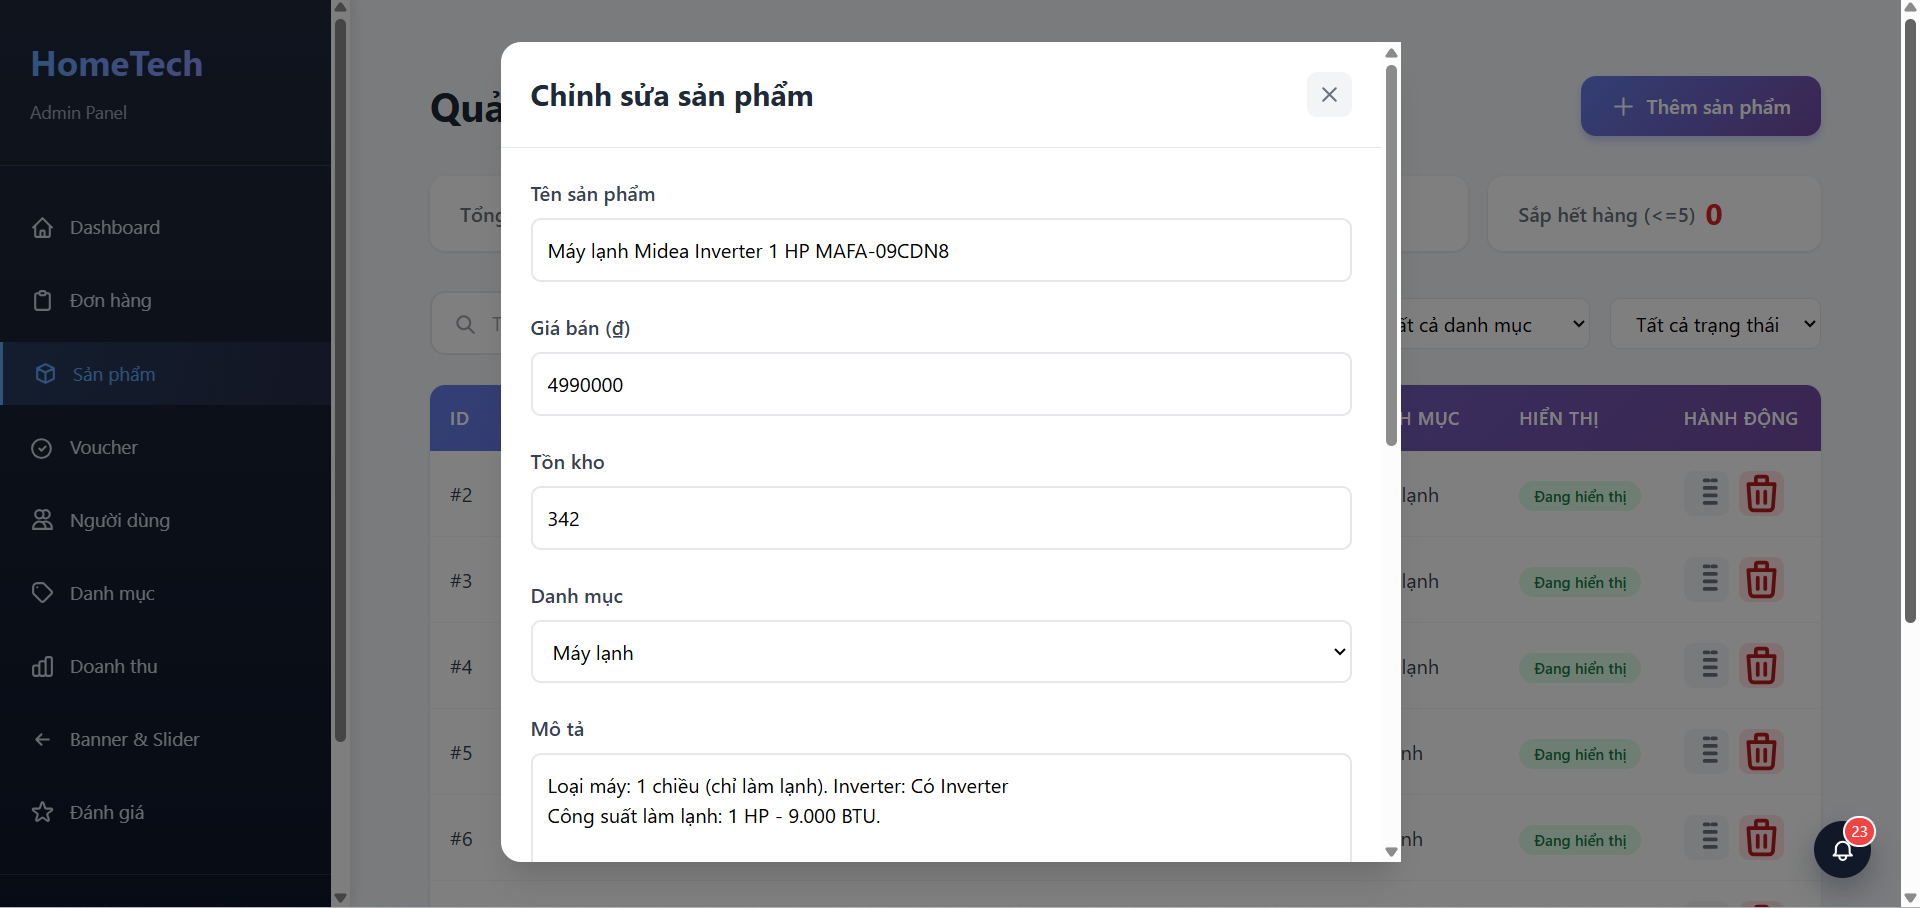 HomeTech
Admin Panel
Dashboard
Đơn hàng
Sản phẩm
Voucher
Người dùng
Danh mục
Doanh thu
Banner & Slider
Đánh giá
Thêm sản phẩm
Sắp hết hàng (<=5) 0
Tất cả trạng thái
ID
HIỂN THỊ
HÀNH ĐỘNG
#2
Đang hiển thị
#3
Đang hiển thị
#4
Đang hiển thị
#5
Đang hiển thị
#6
Đang hiển thị
Chỉnh sửa sản phẩm
Tên sản phẩm
Máy lạnh Midea Inverter 1 HP MAFA-09CDN8
Giá bán (₫)
4990000
Tồn kho
342
Danh mục
Máy lạnh
Mô tả
Loại máy: 1 chiều (chỉ làm lạnh). Inverter: Có Inverter
Công suất làm lạnh: 1 HP - 9.000 BTU.
23